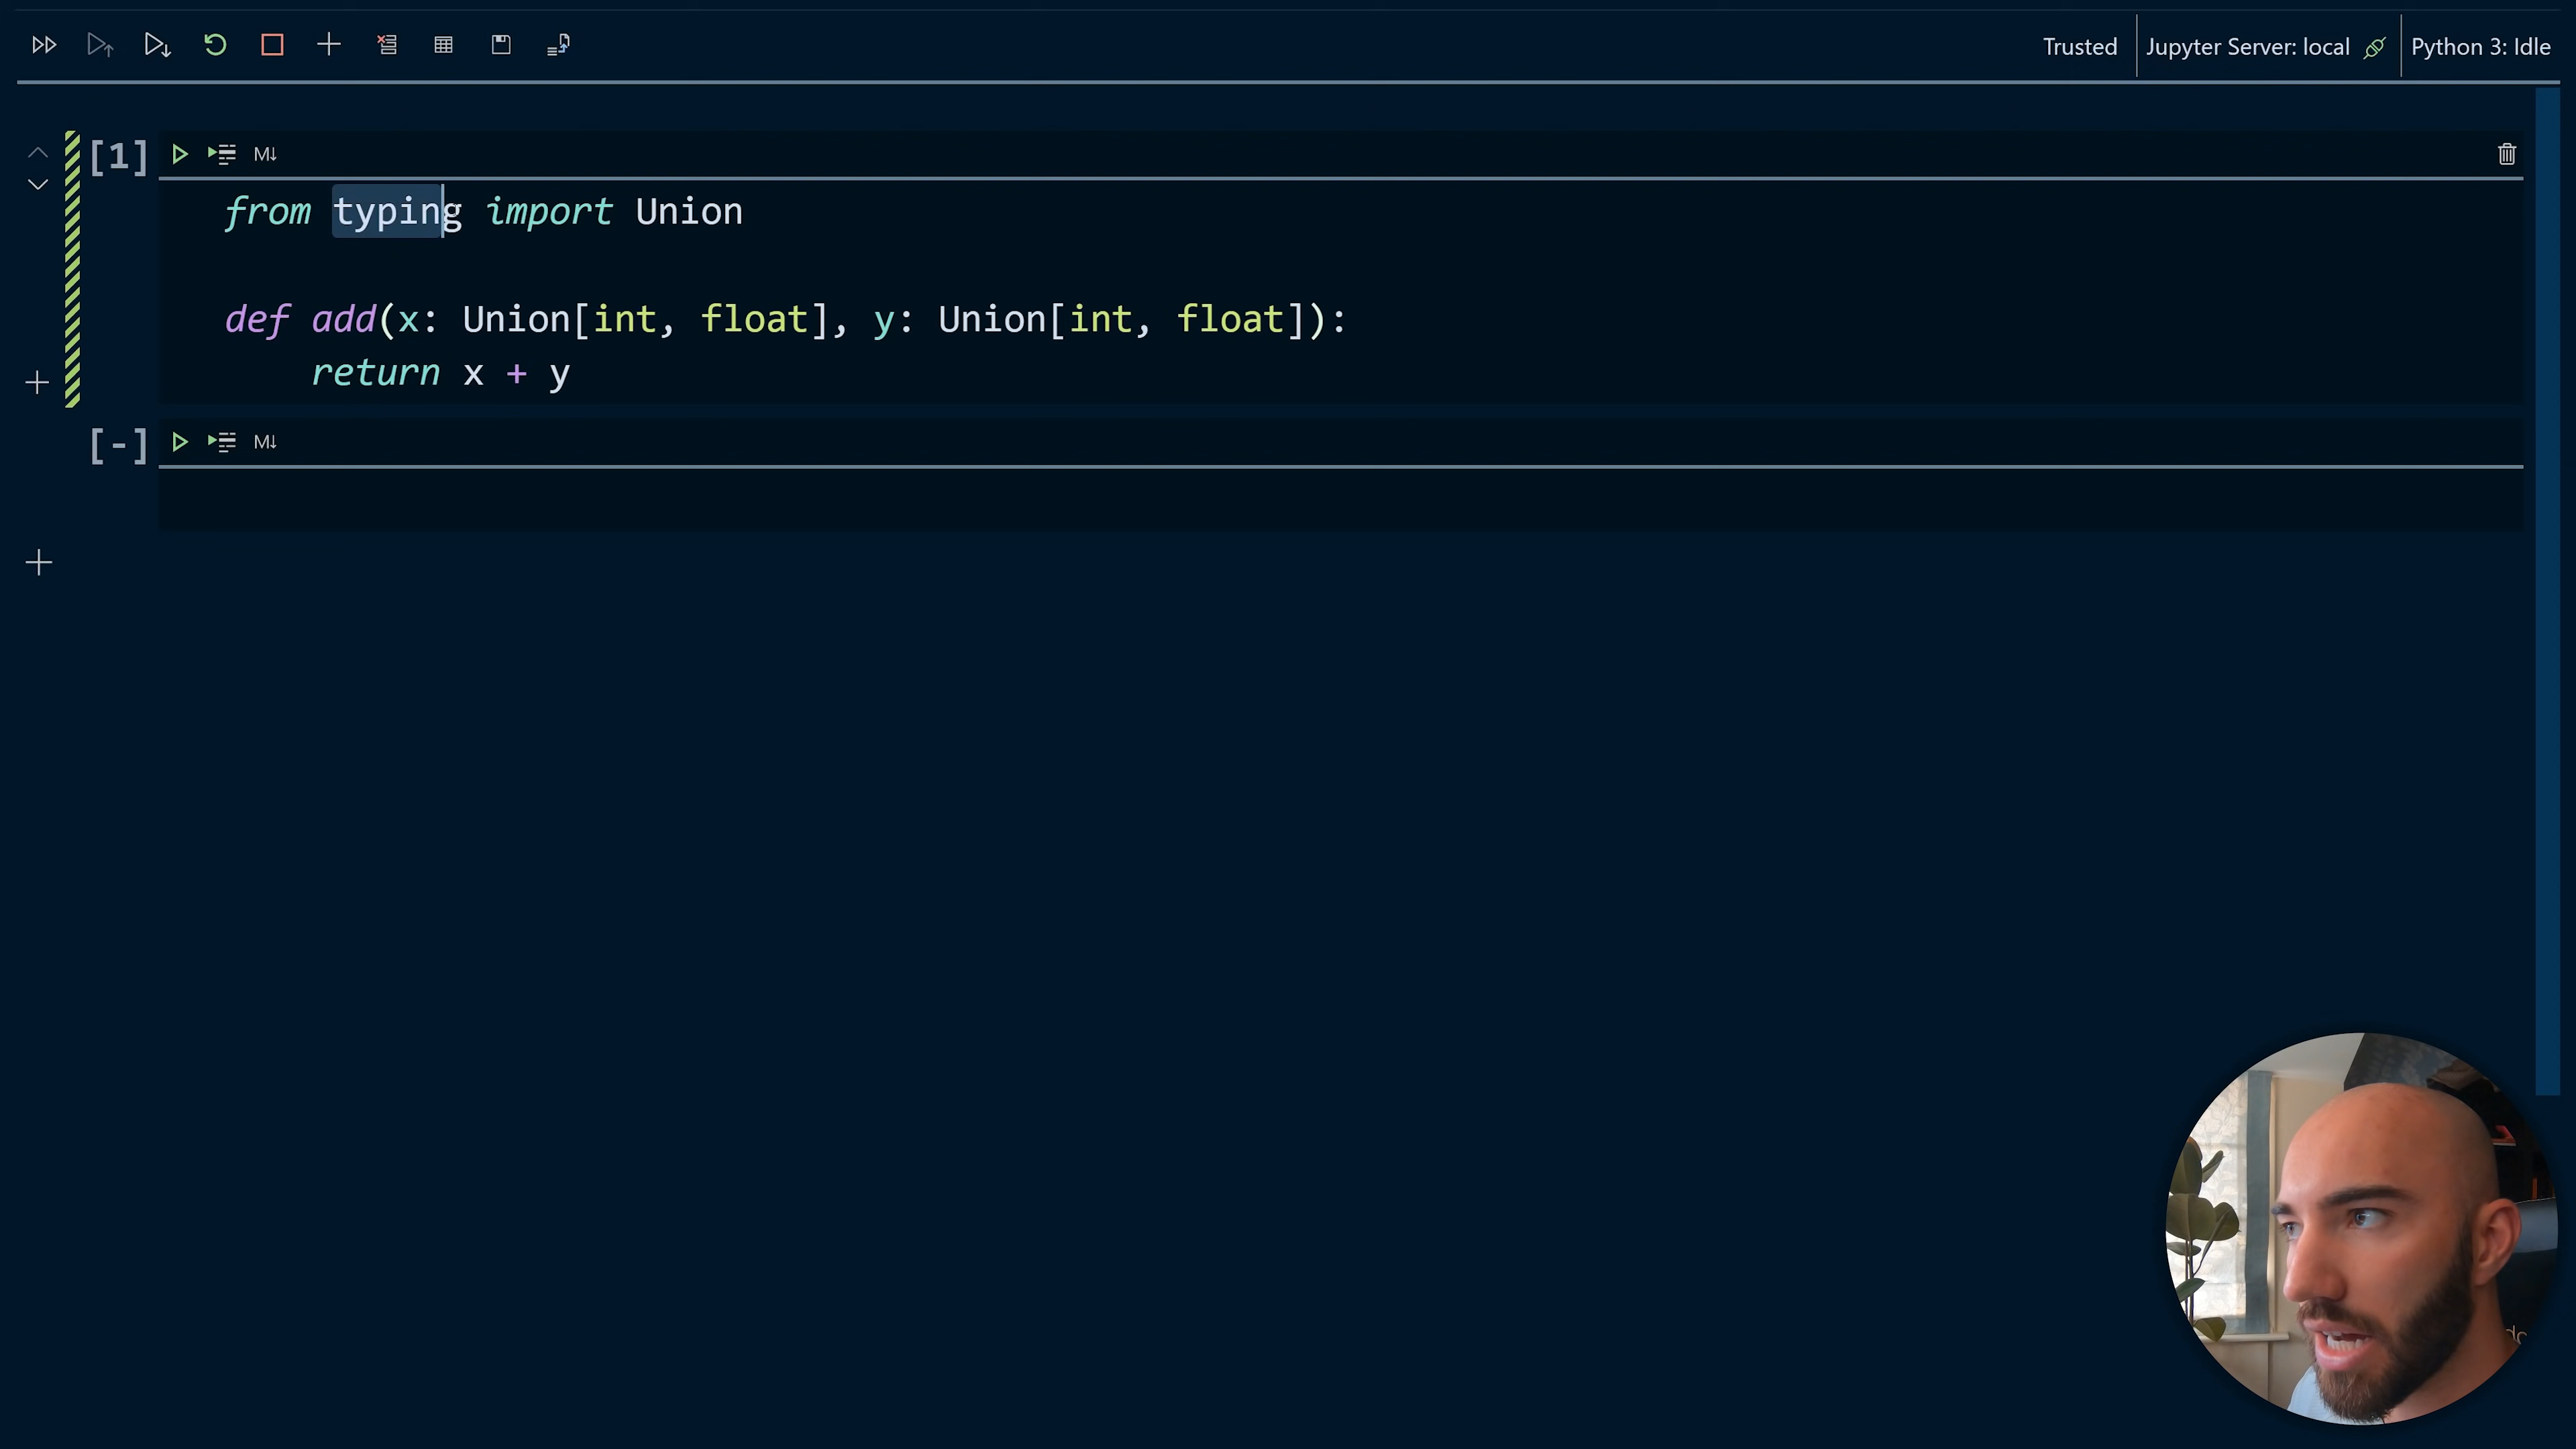 Trusted
Jupyter Server: local
Python 3: Idle
[1]
M↓
from typing import Union
def add(x: Union[int, float], y: Union[int, float]):
    return x + y
[-]
M↓